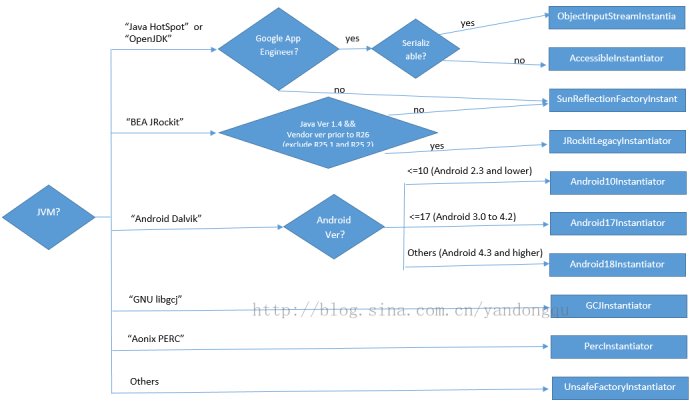 "Java HotSpot" or
"OpenJDK"
Google App
Engineer?
yes
Serializ
able?
yes
ObjectInputStreamInstantia
no
AccessibleInstantiator
no
SunReflectionFactoryInstant
"BEA JRockit"
Java Ver 1.4 &&
Vendor ver prior to R26
(exclude R25.1 and R25.2)
no
yes
JRockitLegacyInstantiator
JVM?
"Android Dalvik"
Android
Ver?
<=10 (Android 2.3 and lower)
Android10Instantiator
<=17 (Android 3.0 to 4.2)
Android17Instantiator
Others (Android 4.3 and higher)
Android18Instantiator
"GNU libgcj"
GCJInstantiator
http://blog.sina.com.cn/yandongqu
"Aonix PERC"
PercInstantiator
Others
UnsafeFactoryInstantiator